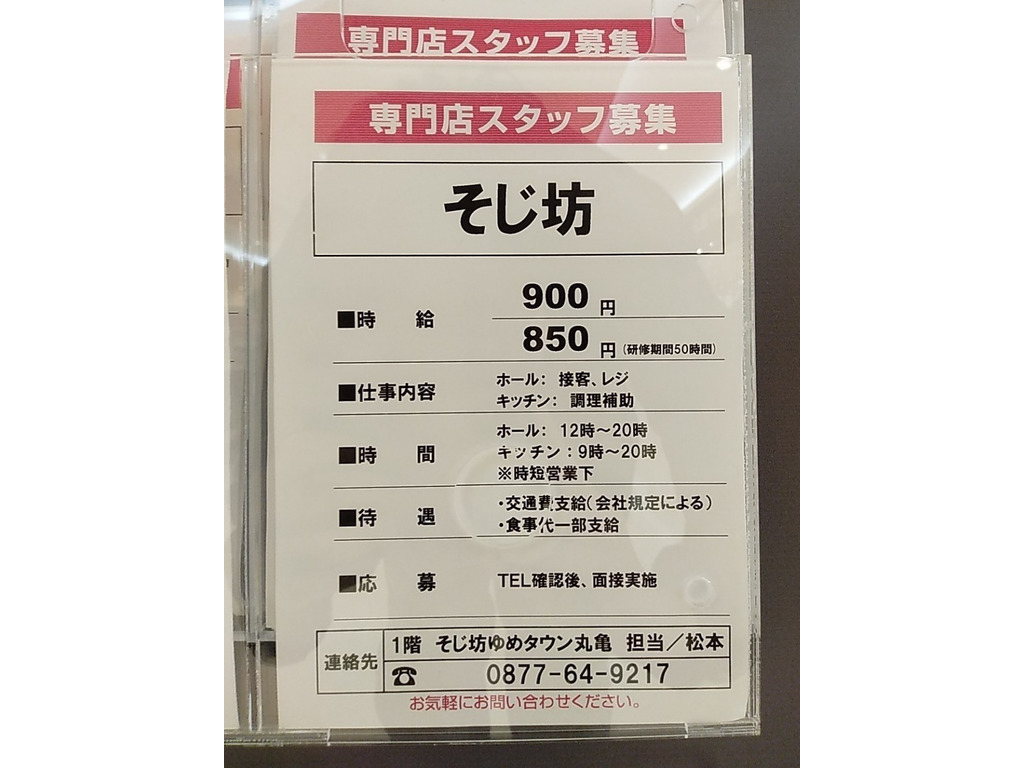 専門店スタッフ募集
専門店スタッフ募集
そじ坊
■時　給
900 円
850 円 (研修期間50時間)
■仕事内容
ホール： 接客、レジ
キッチン： 調理補助
■時　間
ホール： 12時～20時
キッチン：9時～20時
※時短営業下
■待　遇
・交通費支給（会社規定による）
・食事代一部支給
■応　募
TEL確認後、面接実施
連絡先
1階 そじ坊ゆめタウン丸亀 担当／松本
☎ 0877-64-9217
お気軽にお問い合わせください。